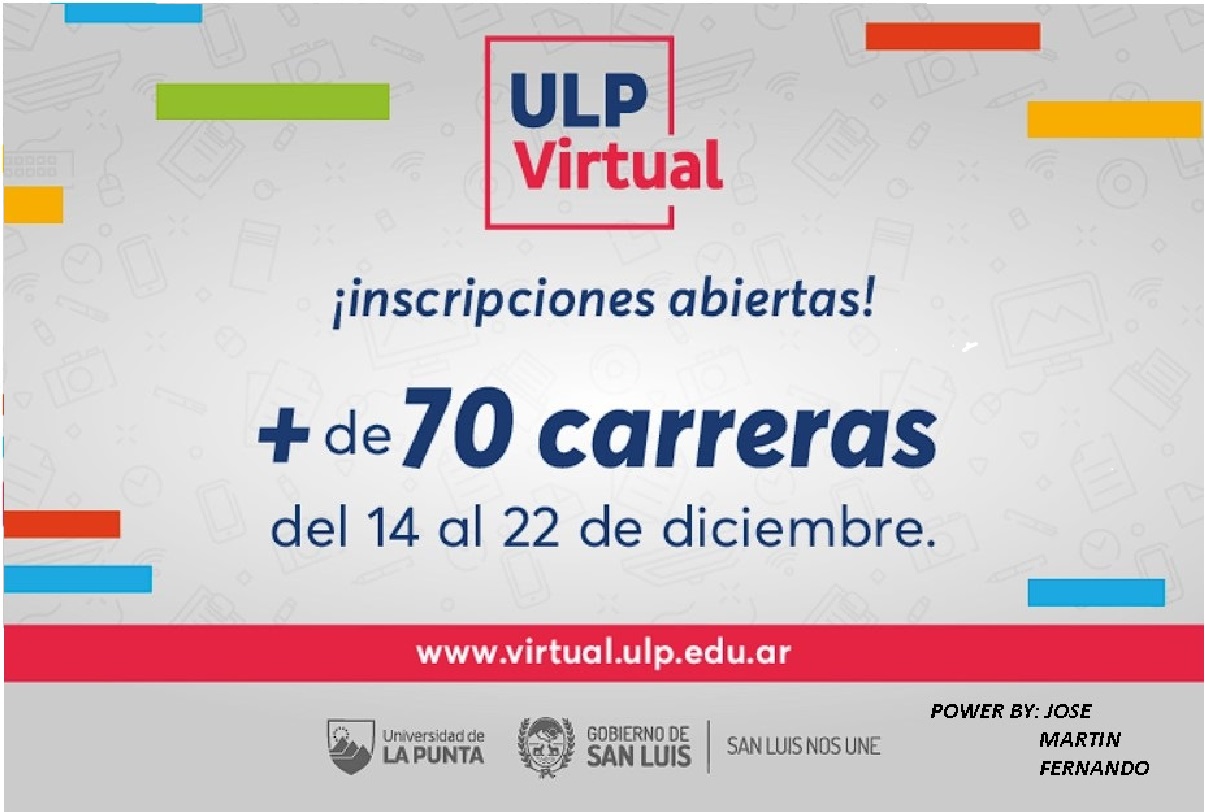 ULP
Virtual
¡inscripciones abiertas!
+ de 70 carreras
del 14 al 22 de diciembre.
www.virtual.ulp.edu.ar
Universidad de
LA PUNTA
GOBIERNO DE
SAN LUIS
SAN LUIS NOS UNE
POWER BY: JOSE
MARTIN
FERNANDO